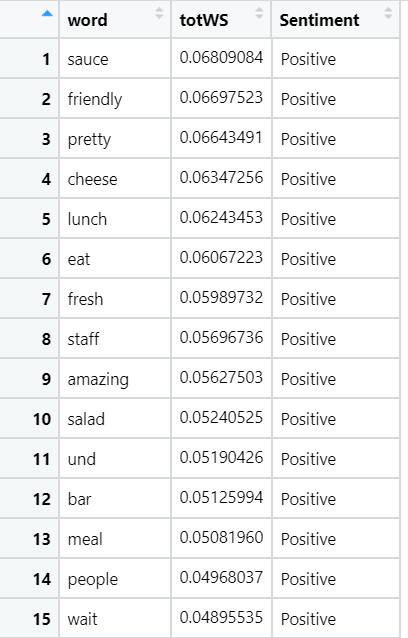 word totWS Sentiment
1 sauce 0.06809084 Positive
2 friendly 0.06697523 Positive
3 pretty 0.06643491 Positive
4 cheese 0.06347256 Positive
5 lunch 0.06243453 Positive
6 eat 0.06067223 Positive
7 fresh 0.05989732 Positive
8 staff 0.05696736 Positive
9 amazing 0.05627503 Positive
10 salad 0.05240525 Positive
11 und 0.05190426 Positive
12 bar 0.05125994 Positive
13 meal 0.05081960 Positive
14 people 0.04968037 Positive
15 wait 0.04895535 Positive